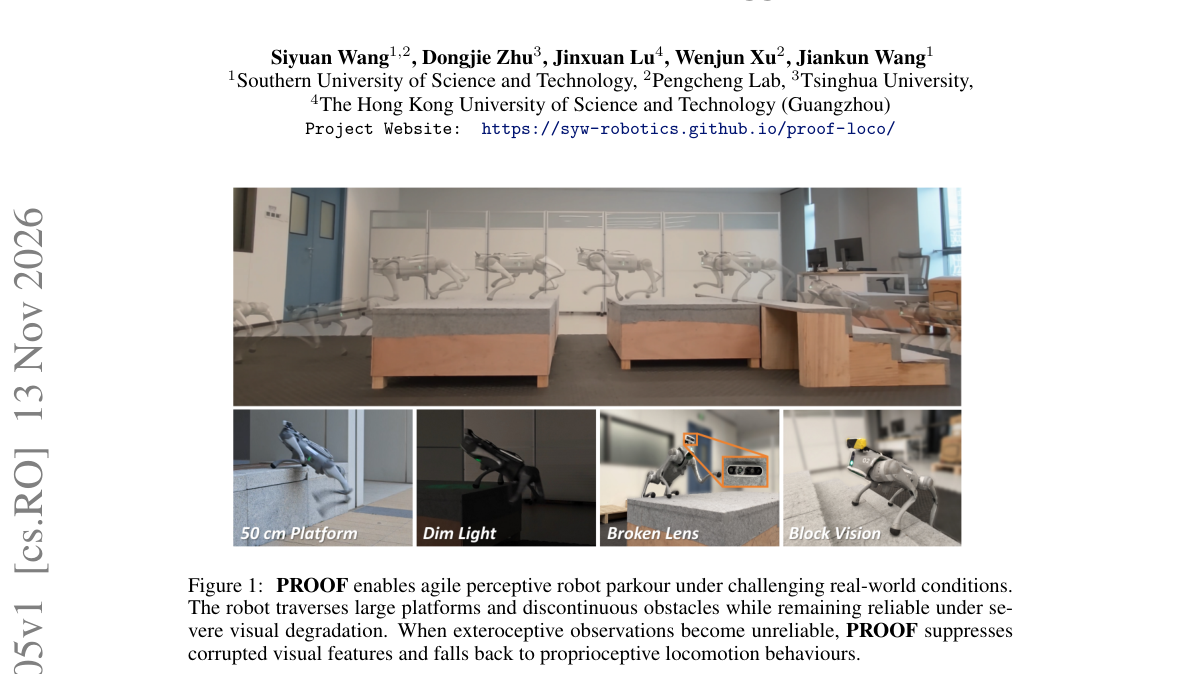 Siyuan Wang1,2, Dongjie Zhu3, Jinxuan Lu4, Wenjun Xu2, Jiankun Wang1
1Southern University of Science and Technology, 2Pengcheng Lab, 3Tsinghua University,
4The Hong Kong University of Science and Technology (Guangzhou)
Project Website: https://syw-robotics.github.io/proof-loco/
05v1 [cs.RO] 13 Nov 2026
50 cm Platform
Dim Light
Broken Lens
Block Vision
Figure 1: PROOF enables agile perceptive robot parkour under challenging real-world conditions.
The robot traverses large platforms and discontinuous obstacles while remaining reliable under se-
vere visual degradation. When exteroceptive observations become unreliable, PROOF suppresses
corrupted visual features and falls back to proprioceptive locomotion behaviours.